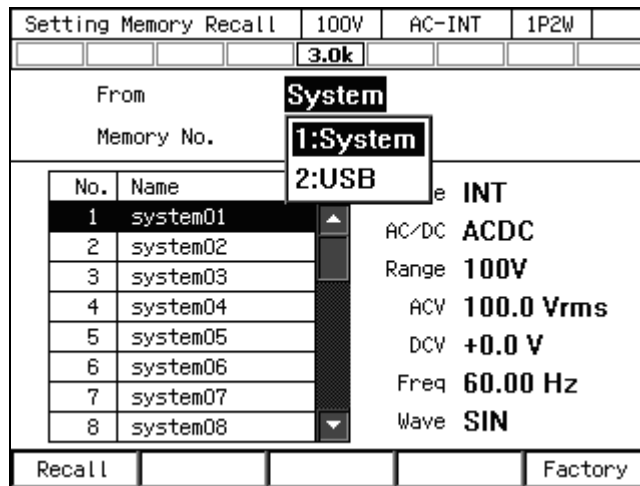 Setting Memory Recall 100V AC-INT 1P2W
3.0k
From System
Memory No. 1:System
2:USB
No. Name e INT
1 system01 AC/DC ACDC
2 system02
3 system03 Range 100V
4 system04 ACV 100.0 Vrms
5 system05 DCV +0.0 V
6 system06 Freq 60.00 Hz
7 system07
8 system08 Wave SIN
Recall Factory